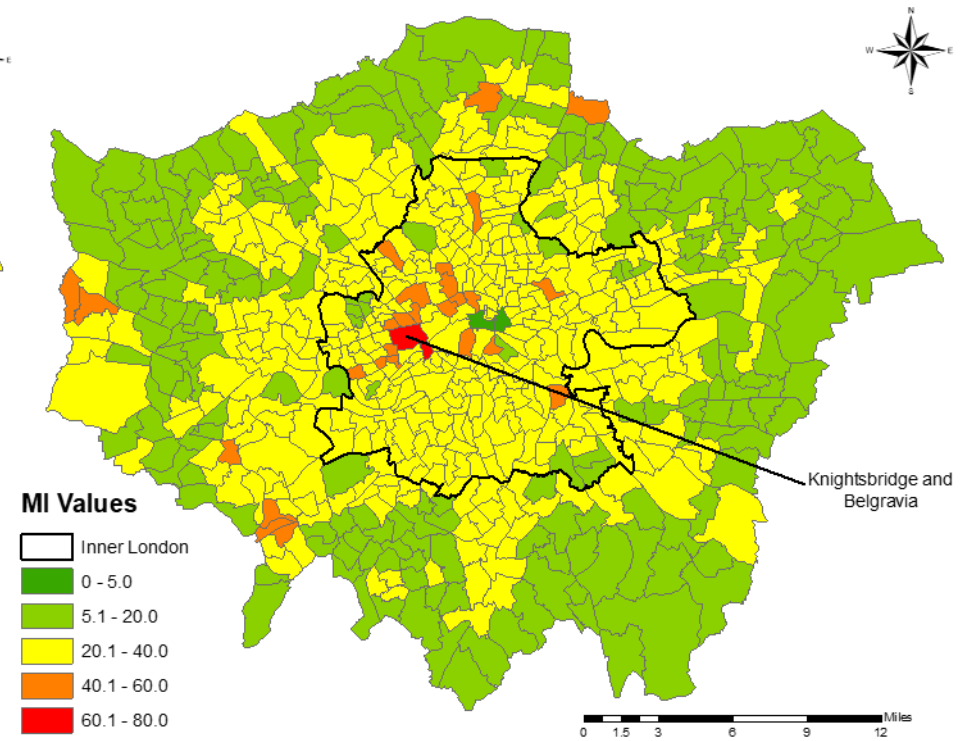 N
W
E
S
E
Knightsbridge and
Belgravia
MI Values
Inner London
0 - 5.0
5.1 - 20.0
20.1 - 40.0
40.1 - 60.0
60.1 - 80.0
Miles
0 1.5 3 6 9 12